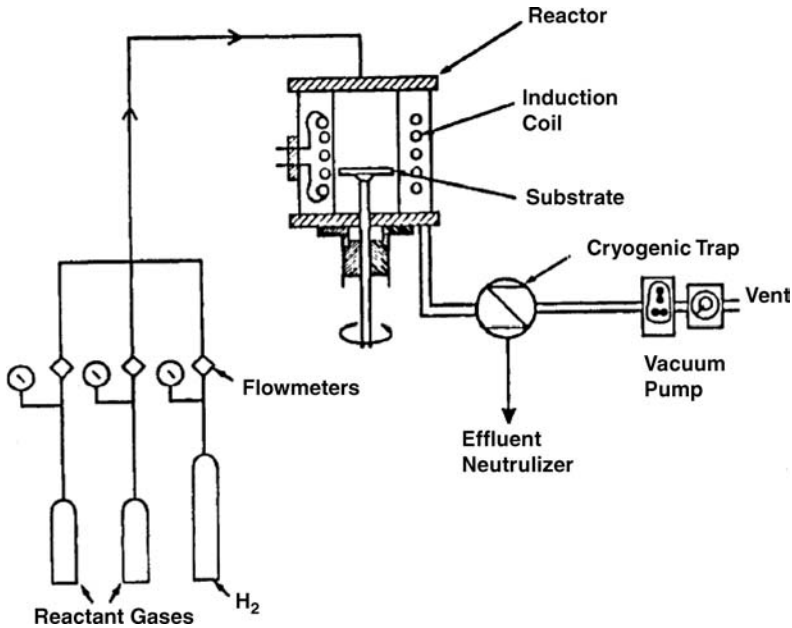 Reactor
Induction
Coil
Substrate
Cryogenic Trap
Vent
Vacuum
Pump
Flowmeters
Effluent
Neutrulizer
H₂
Reactant Gases